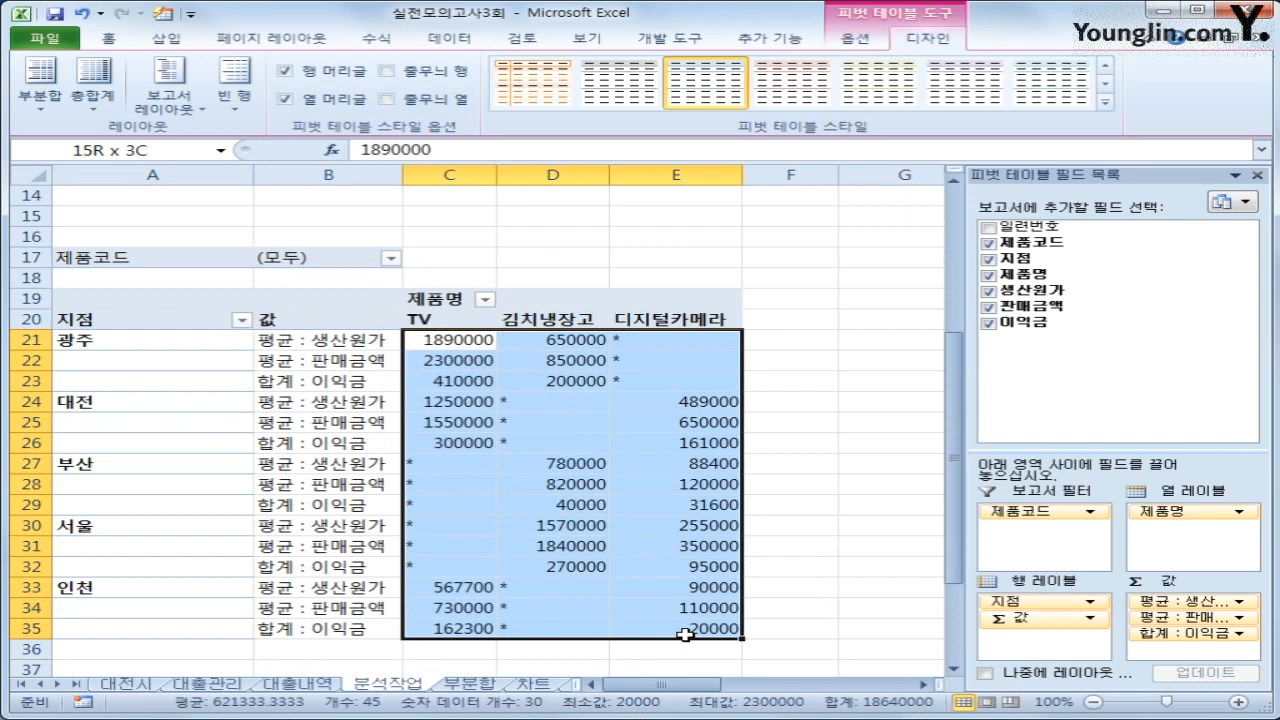 실전모의고사3회 - Microsoft Excel
피벗 테이블 도구
YoungJin.com Y.
파일 홈 삽입 페이지 레이아웃 수식 데이터 검토 보기 개발 도구 추가 기능 옵션 디자인
부분합 총합계 보고서 레이아웃 빈 행
행 머리글 줄무늬 행
열 머리글 줄무늬 열
레이아웃 피벗 테이블 스타일 옵션 피벗 테이블 스타일
15R x 3C fx 1890000
A B C D E F G
14
15
16
17 제품코드 (모두)
18
19 제품명
20 지점 값 TV 김치냉장고 디지털카메라
21 광주 평균 : 생산원가 1890000 650000 *
22 평균 : 판매금액 2300000 850000 *
23 합계 : 이익금 410000 200000 *
24 대전 평균 : 생산원가 1250000 * 489000
25 평균 : 판매금액 1550000 * 650000
26 합계 : 이익금 300000 * 161000
27 부산 평균 : 생산원가 * 780000 88400
28 평균 : 판매금액 * 820000 120000
29 합계 : 이익금 * 40000 31600
30 서울 평균 : 생산원가 * 1570000 255000
31 평균 : 판매금액 * 1840000 350000
32 합계 : 이익금 * 270000 95000
33 인천 평균 : 생산원가 567700 * 90000
34 평균 : 판매금액 730000 * 110000
35 합계 : 이익금 162300 * 20000
36
37
피벗 테이블 필드 목록
보고서에 추가할 필드 선택:
일련번호
제품코드
지점
제품명
생산원가
판매금액
이익금
아래 영역 사이에 필드를 끌어
놓으십시오.
보고서 필터 열 레이블
제품코드 제품명
행 레이블 Σ 값
지점 평균 : 생산...
Σ 값 평균 : 판매...
합계 : 이익금
나중에 레이아웃 ... 업데이트
대전시 대출관리 대출내역 분석작업 부분합 차트
준비 평균: 621333.3333 개수: 45 숫자 데이터 개수: 30 최소값: 20000 최대값: 2300000 합계: 18640000 100%